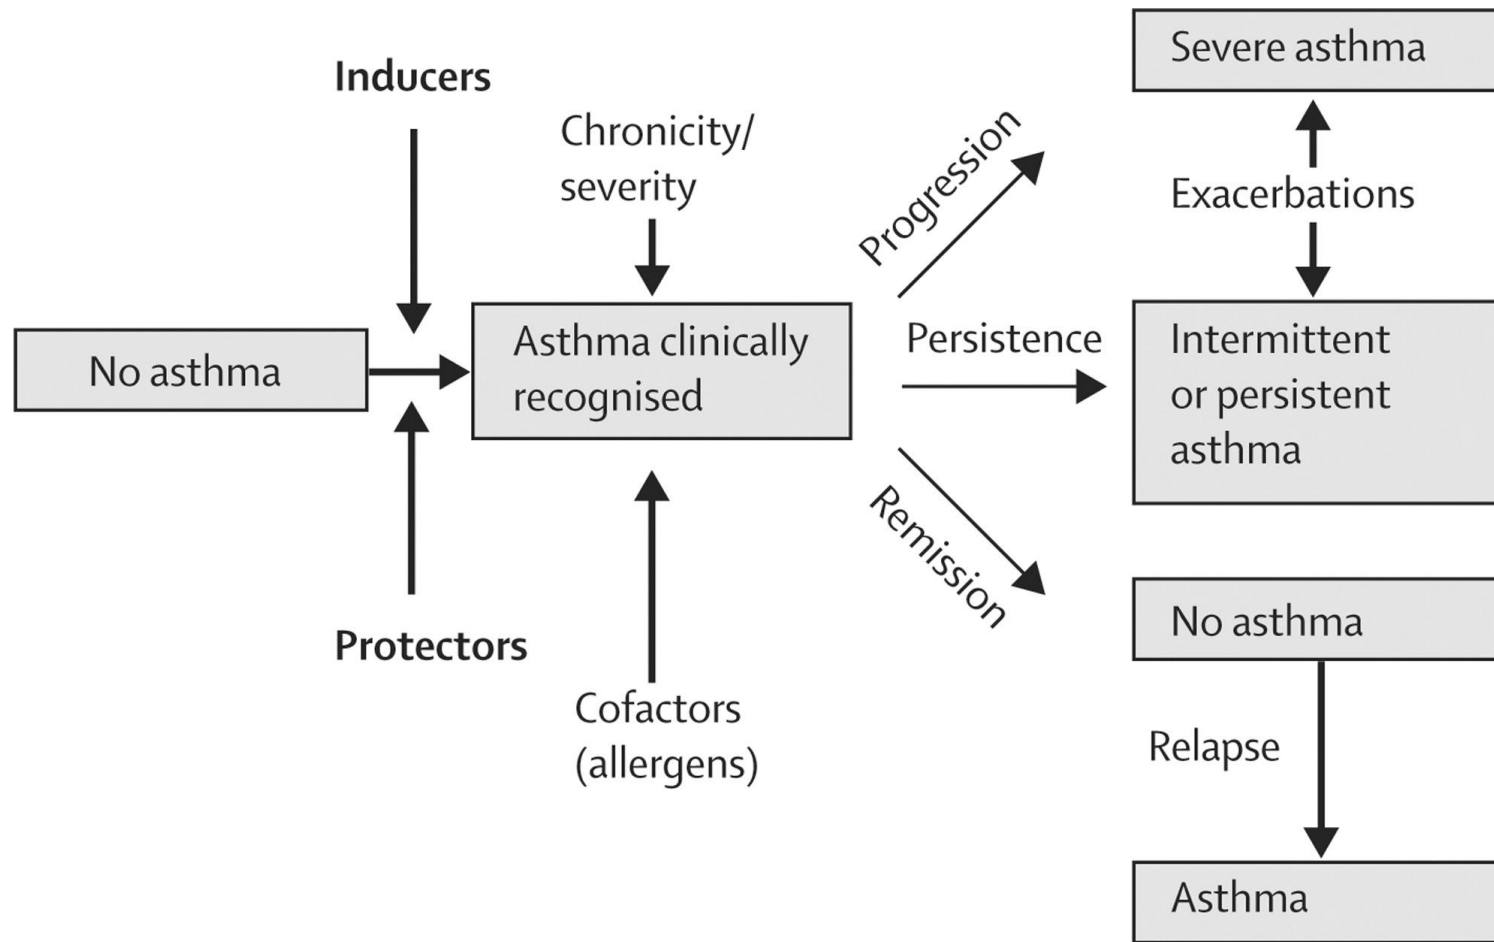 Inducers
Chronicity/
severity
No asthma
Asthma clinically
recognised
Protectors
Cofactors
(allergens)
Progression
Persistence
Remission
Severe asthma
Exacerbations
Intermittent
or persistent
asthma
No asthma
Relapse
Asthma